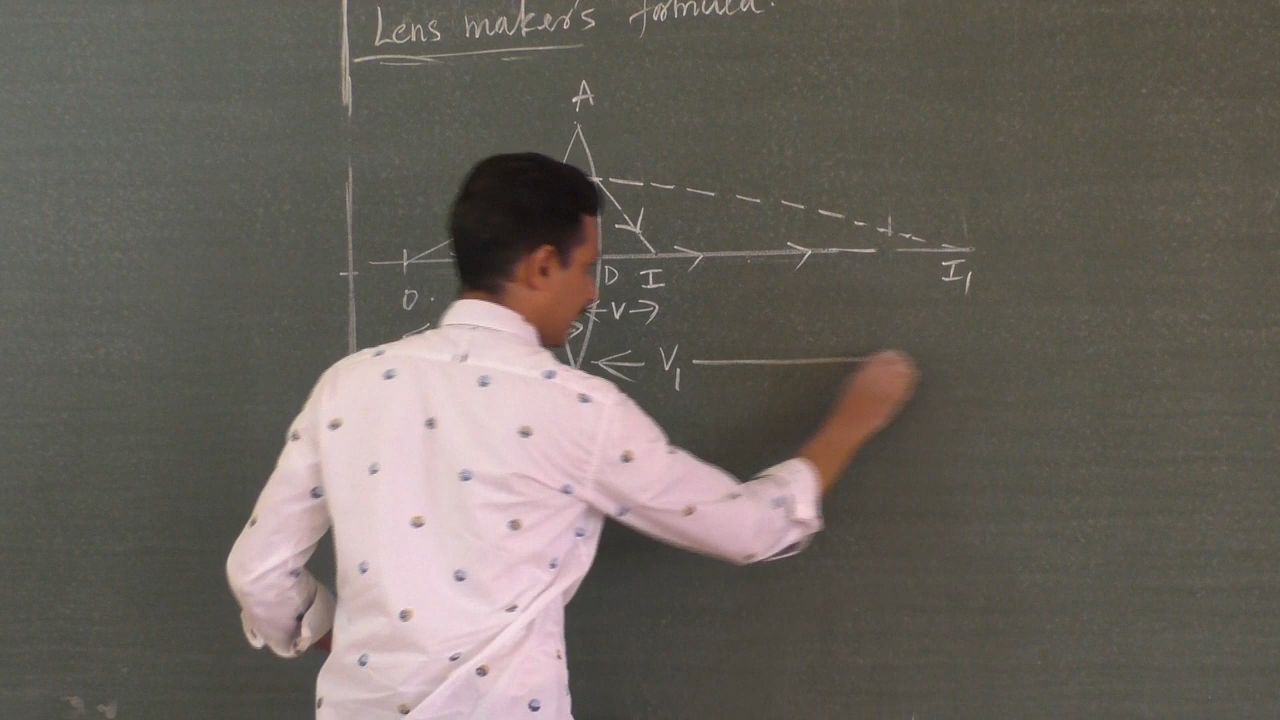 Lens maker's formula.
A
D I I₁
O.
←V→
← V₁